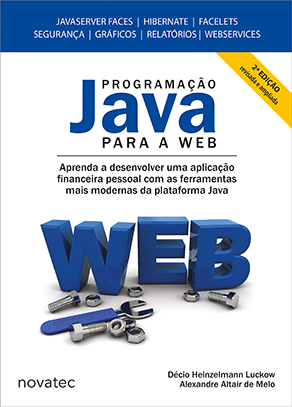 JAVASERVER FACES | HIBERNATE | FACELETS
SEGURANÇA | GRÁFICOS | RELATÓRIOS | WEBSERVICES
2ª EDIÇÃO
revisada e ampliada
PROGRAMAÇÃO
Java
PARA A WEB
Aprenda a desenvolver uma aplicação
financeira pessoal com as ferramentas
mais modernas da plataforma Java
WEB
Décio Heinzelmann Luckow
Alexandre Altair de Melo
novatec